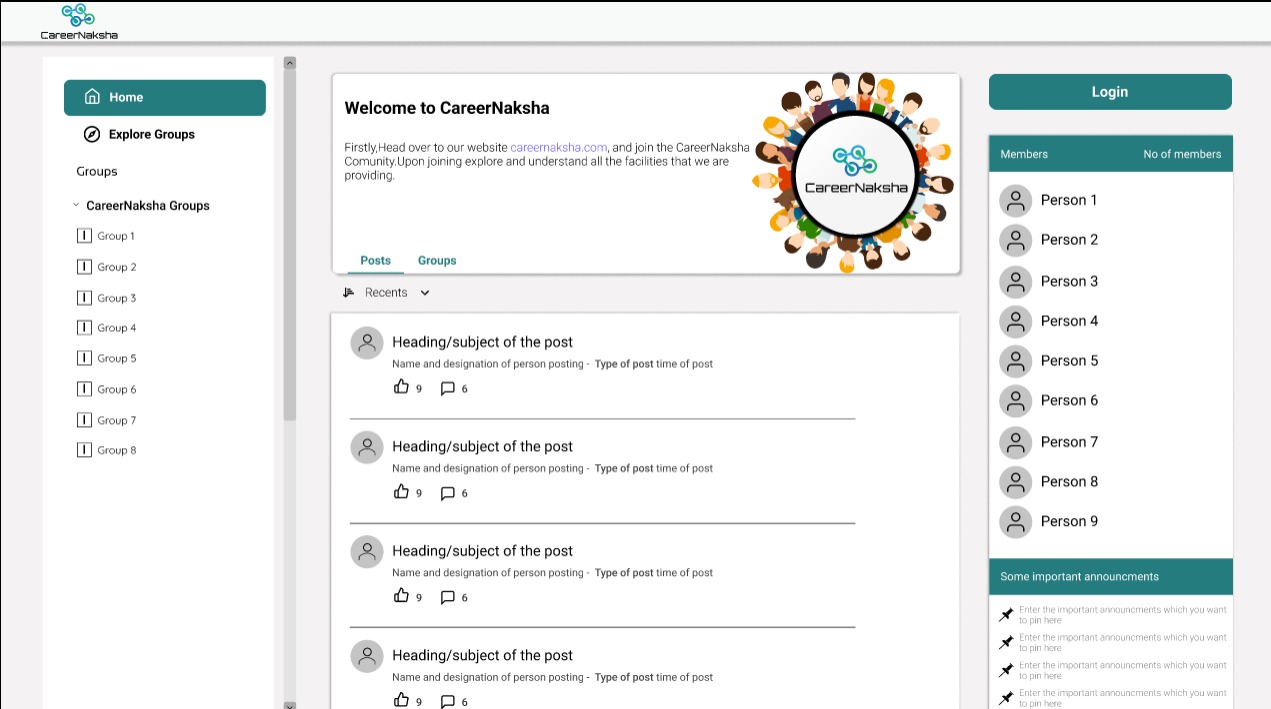 CareerNaksha
Home
Explore Groups
Groups
CareerNaksha Groups
Group 1
Group 2
Group 3
Group 4
Group 5
Group 6
Group 7
Group 8
Welcome to CareerNaksha
Firstly,Head over to our website careernaksha.com, and join the CareerNaksha
Comunity.Upon joining explore and understand all the facilities that we are
providing.
CareerNaksha
Posts Groups
Recents
Heading/subject of the post
Name and designation of person posting - Type of post time of post
9 6
Heading/subject of the post
Name and designation of person posting - Type of post time of post
9 6
Heading/subject of the post
Name and designation of person posting - Type of post time of post
9 6
Heading/subject of the post
Name and designation of person posting - Type of post time of post
9 6
Login
Members No of members
Person 1
Person 2
Person 3
Person 4
Person 5
Person 6
Person 7
Person 8
Person 9
Some important announcments
Enter the important announcments which you want
to pin here
Enter the important announcments which you want
to pin here
Enter the important announcments which you want
to pin here
Enter the important announcments which you want
to pin here